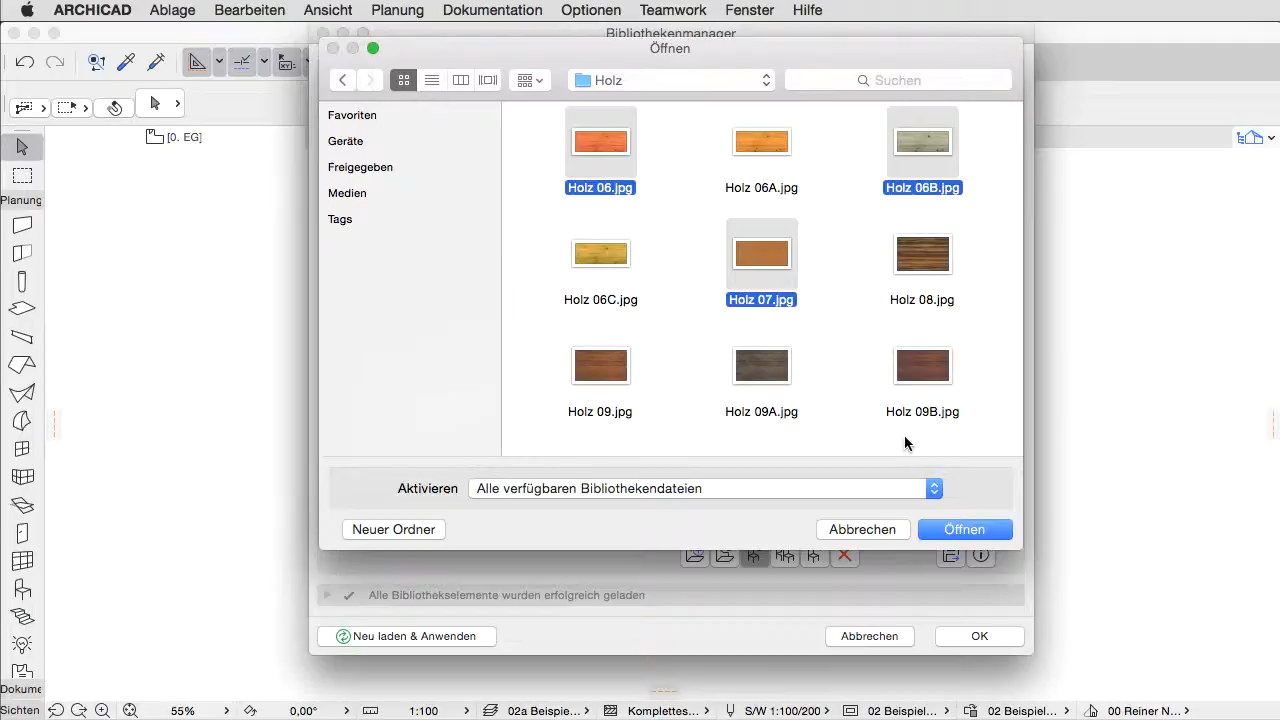 ARCHICAD Ablage Bearbeiten Ansicht Planung Dokumentation Optionen Teamwork Fenster Hilfe
Bibliothekenmanager
Öffnen
Holz
Suchen
Favoriten
Geräte
Freigegeben
Medien
Tags
[0. EG]
Planung
Holz 06.jpg Holz 06A.jpg Holz 06B.jpg
Holz 06C.jpg Holz 07.jpg Holz 08.jpg
Holz 09.jpg Holz 09A.jpg Holz 09B.jpg
Aktivieren Alle verfügbaren Bibliothekendateien
Neuer Ordner Abbrechen Öffnen
Alle Bibliothekselemente wurden erfolgreich geladen
Neu laden & Anwenden Abbrechen OK
Dokume
Sichten 55% 0,00° 1:100 02a Beispie... Komplettes... S/W 1:100/200 02 Beispiel... 02 Beispiel... 00 Reiner N...